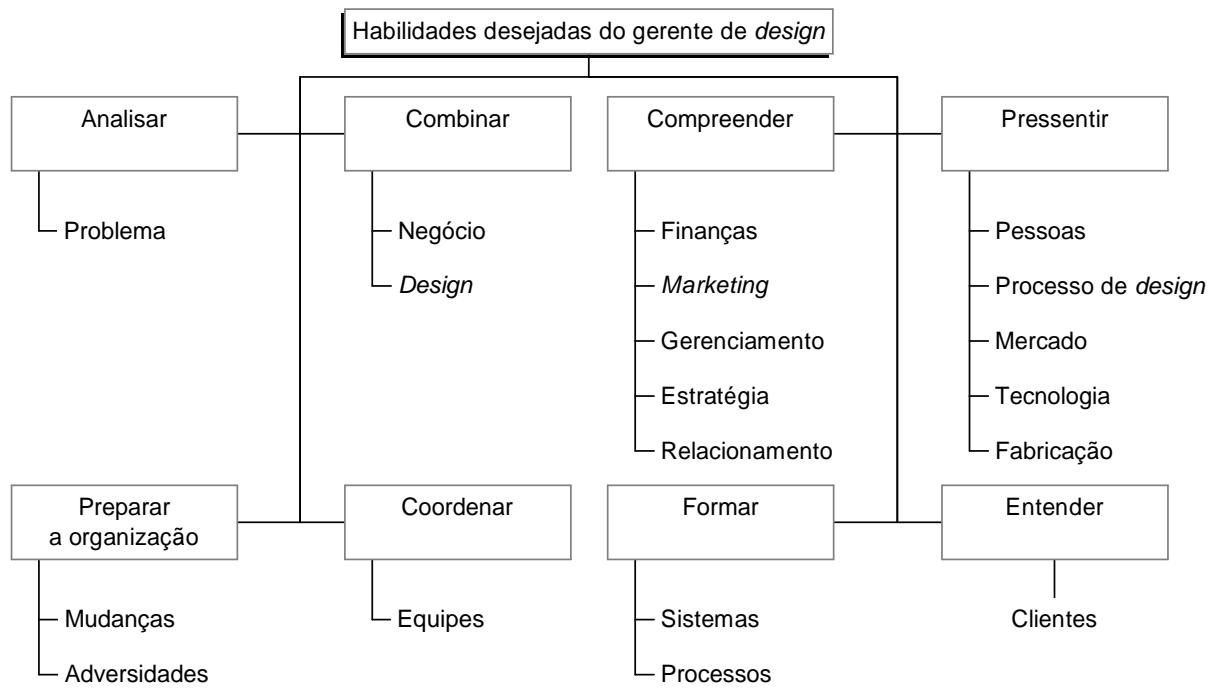 Habilidades desejadas do gerente de design
Analisar
Problema
Combinar
Negócio
Design
Compreender
Finanças
Marketing
Gerenciamento
Estratégia
Relacionamento
Pressentir
Pessoas
Processo de design
Mercado
Tecnologia
Fabricação
Preparar
a organização
Mudanças
Adversidades
Coordenar
Equipes
Formar
Sistemas
Processos
Entender
Clientes